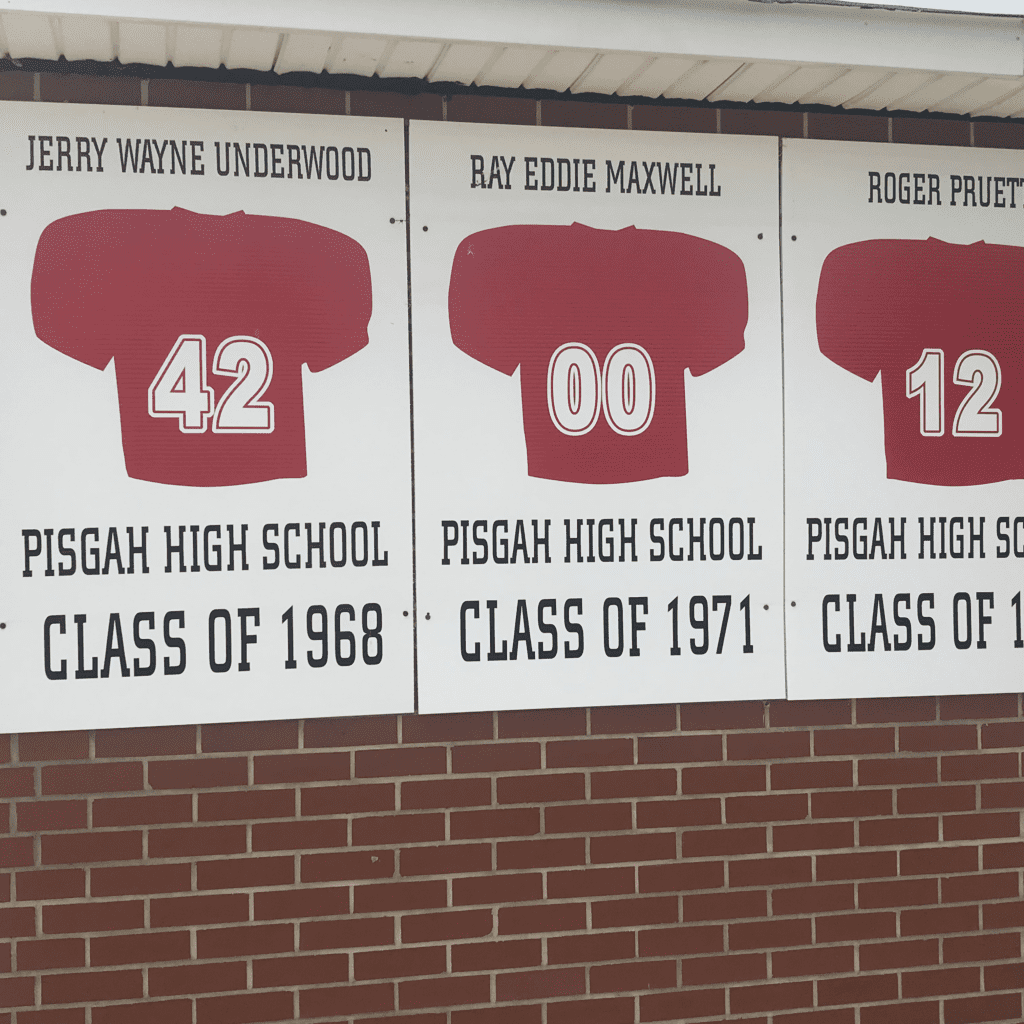 JERRY WAYNE UNDERWOOD
42
PISGAH HIGH SCHOOL
CLASS OF 1968
RAY EDDIE MAXWELL
00
PISGAH HIGH SCHOOL
CLASS OF 1971
ROGER PRUETT
12
PISGAH HIGH
CLASS OF